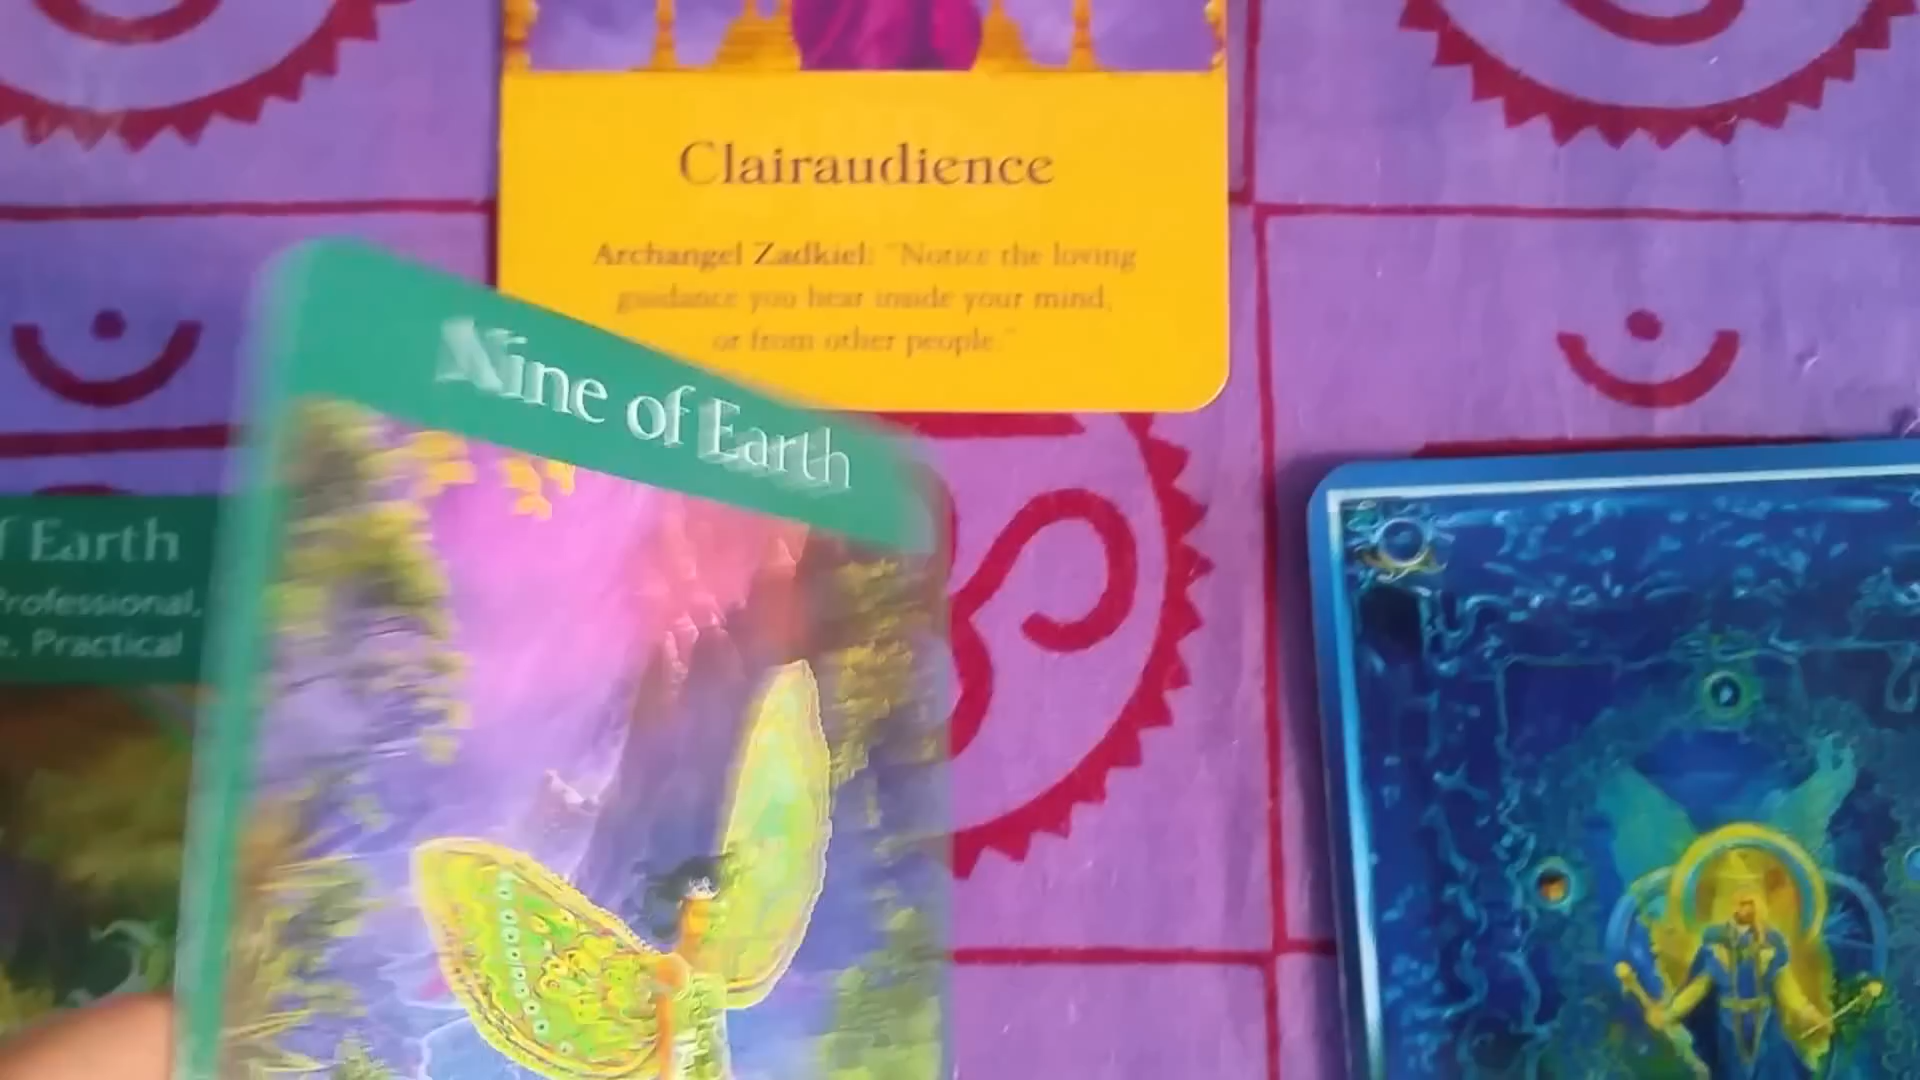 Clairaudience
Archangel Zadkiel: "Notice the loving
guidance you hear inside your mind,
or from other people."
Nine of Earth
f Earth
Professional,
e, Practical